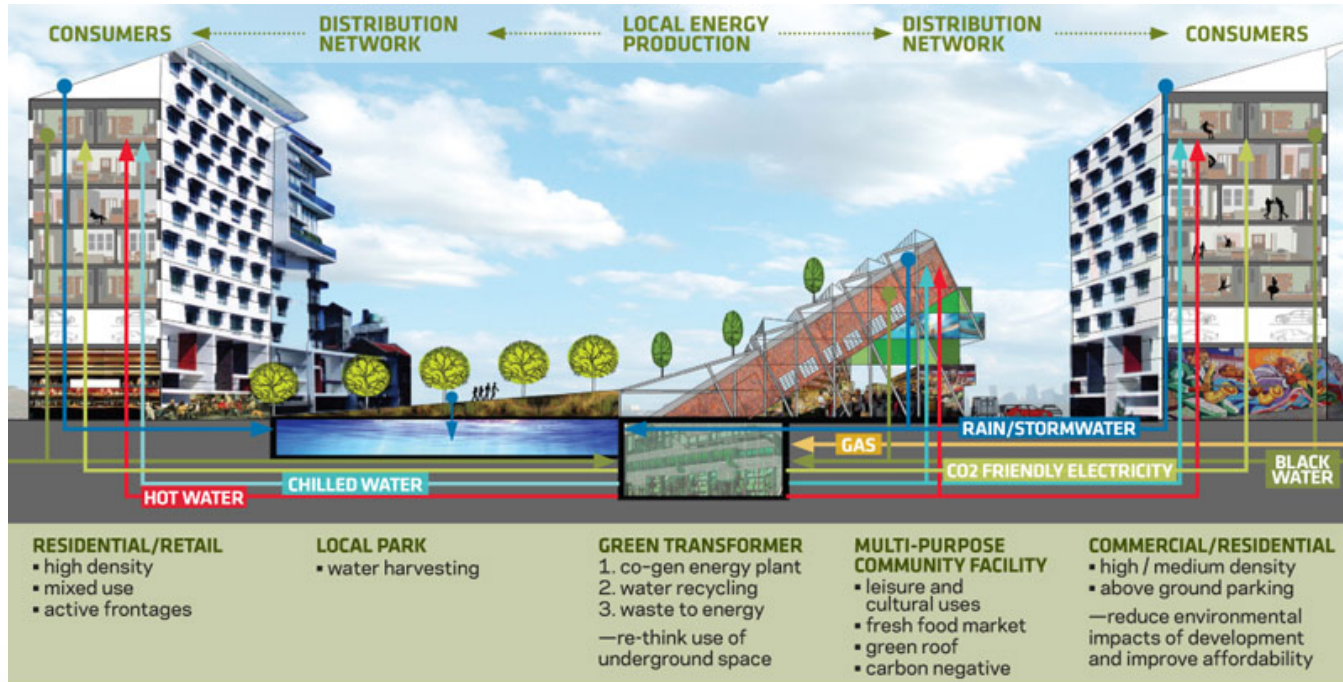 CONSUMERS
DISTRIBUTION
NETWORK
LOCAL ENERGY
PRODUCTION
DISTRIBUTION
NETWORK
CONSUMERS
RAIN/STORMWATER
GAS
CO2 FRIENDLY ELECTRICITY
BLACK
WATER
CHILLED WATER
HOT WATER
RESIDENTIAL/RETAIL
▪ high density
▪ mixed use
▪ active frontages
LOCAL PARK
▪ water harvesting
GREEN TRANSFORMER
1. co-gen energy plant
2. water recycling
3. waste to energy
—re-think use of
underground space
MULTI-PURPOSE
COMMUNITY FACILITY
▪ leisure and
cultural uses
▪ fresh food market
▪ green roof
▪ carbon negative
COMMERCIAL/RESIDENTIAL
▪ high / medium density
▪ above ground parking
—reduce environmental
impacts of development
and improve affordability